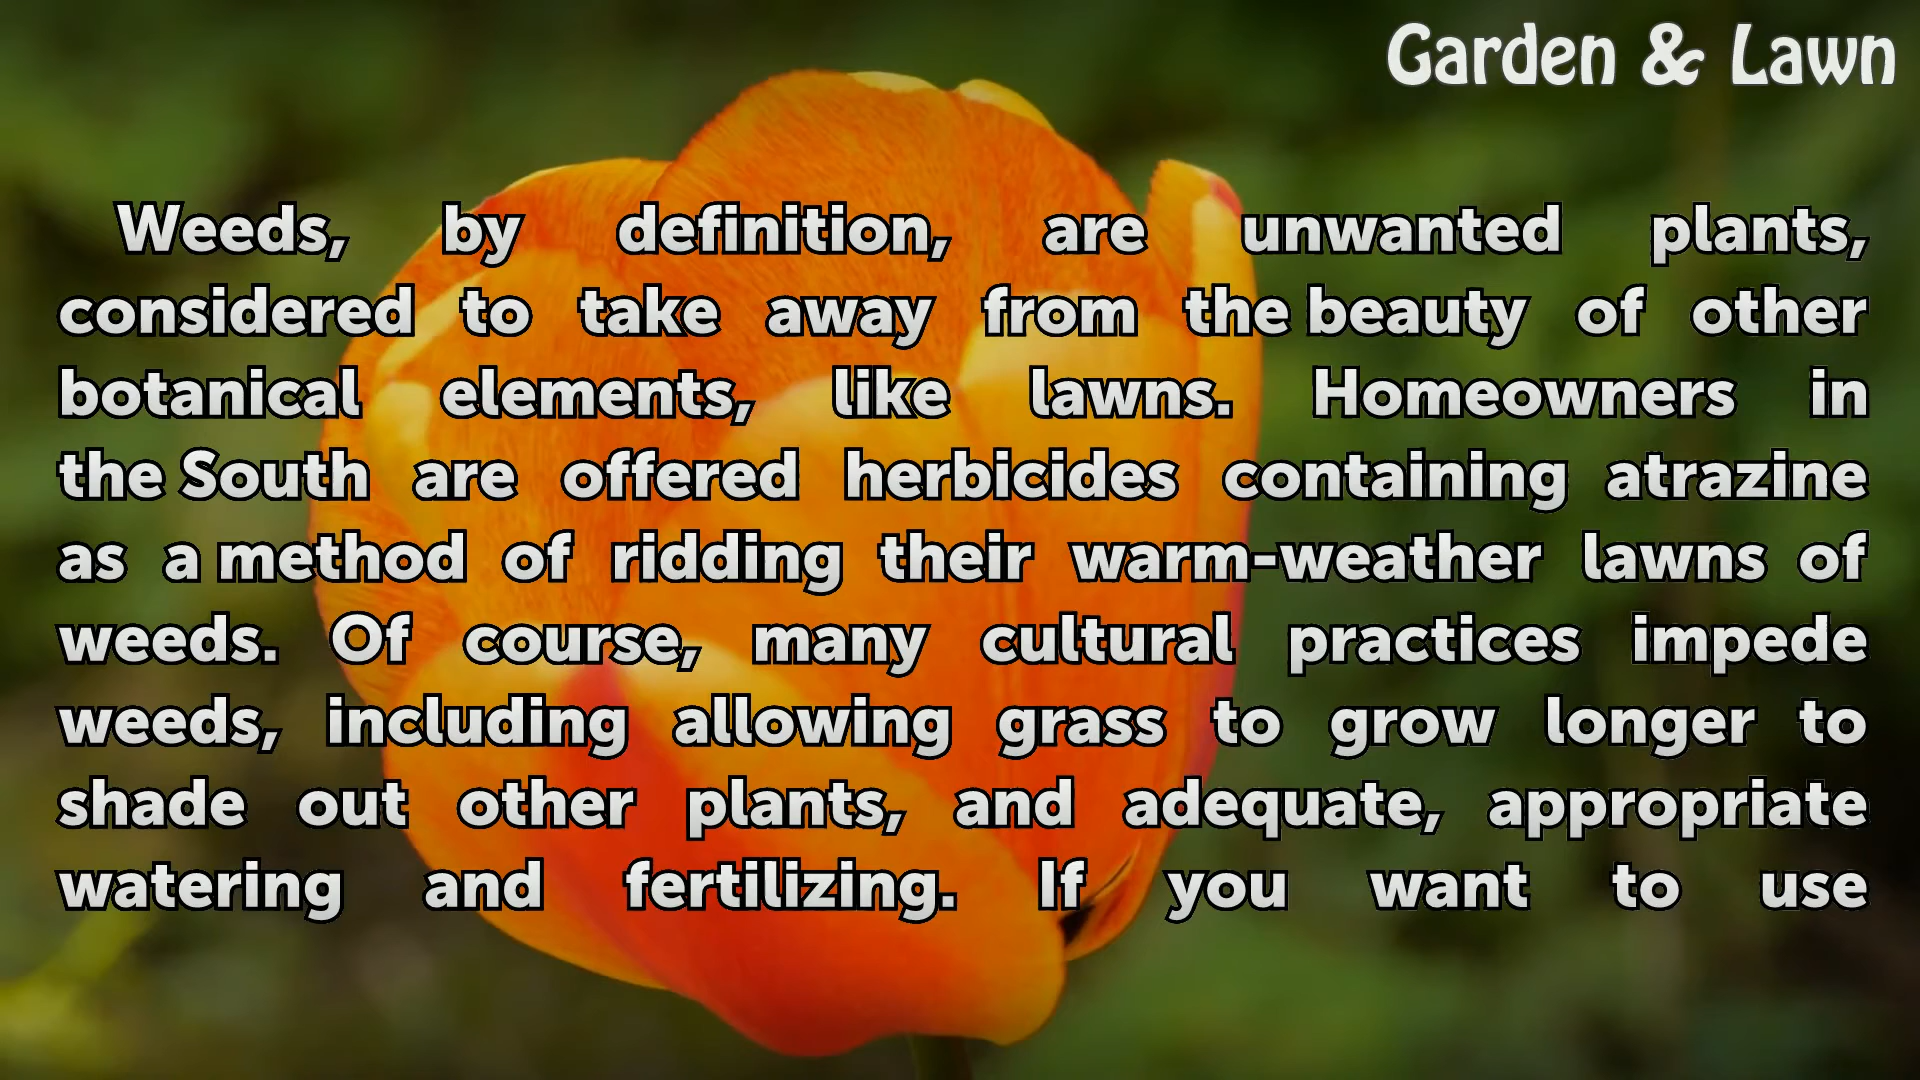 Garden & Lawn
Weeds, by definition, are unwanted plants,
considered to take away from the beauty of other
botanical elements, like lawns. Homeowners in
the South are offered herbicides containing atrazine
as a method of ridding their warm-weather lawns of
weeds. Of course, many cultural practices impede
weeds, including allowing grass to grow longer to
shade out other plants, and adequate, appropriate
watering and fertilizing. If you want to use